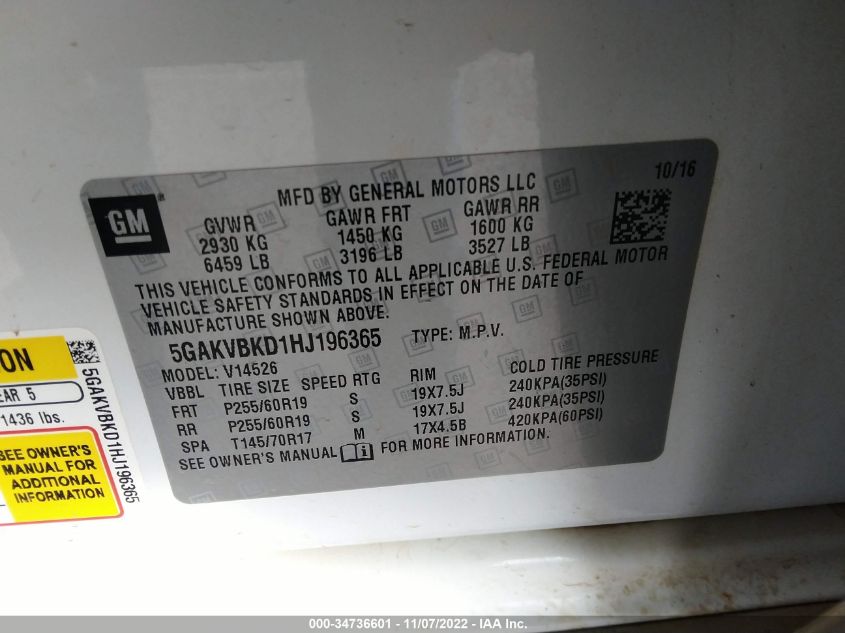 10/16
MFD BY GENERAL MOTORS LLC
GM
GVWR GAWR FRT GAWR RR
2930 KG 1450 KG 1600 KG
6459 LB 3196 LB 3527 LB
THIS VEHICLE CONFORMS TO ALL APPLICABLE U.S. FEDERAL MOTOR
VEHICLE SAFETY STANDARDS IN EFFECT ON THE DATE OF
MANUFACTURE SHOWN ABOVE.
5GAKVBKD1HJ196365 TYPE: M.P.V.
MODEL: V14526
VBBL TIRE SIZE SPEED RTG RIM COLD TIRE PRESSURE
FRT P255/60R19 S 19X7.5J 240KPA(35PSI)
RR P255/60R19 S 19X7.5J 240KPA(35PSI)
SPA T145/70R17 M 17X4.5B 420KPA(60PSI)
SEE OWNER'S MANUAL FOR MORE INFORMATION.
ON
EAR 5
1436 lbs.
SEE OWNER'S
MANUAL FOR
ADDITIONAL
INFORMATION
5GAKVBKD1HJ196365
000-34736601 - 11/07/2022 - IAA Inc.